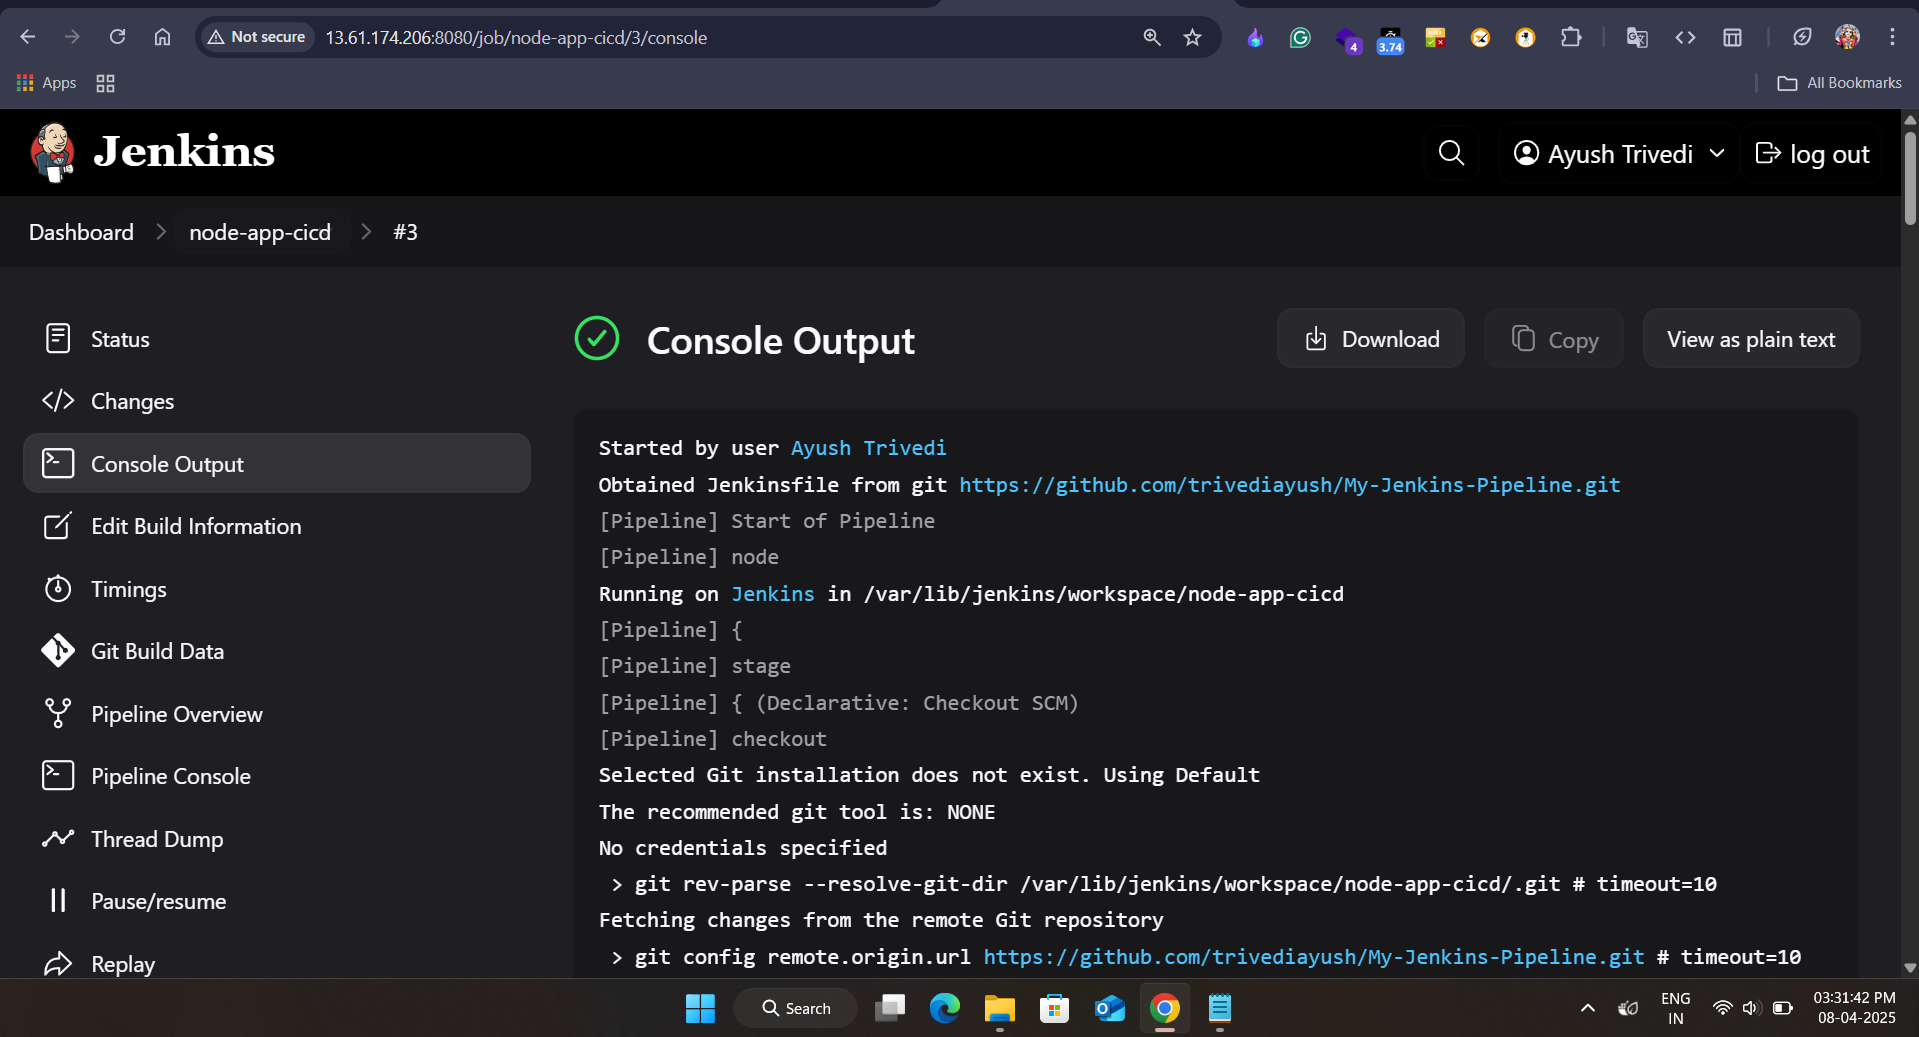 Not secure
13.61.174.206:8080/job/node-app-cicd/3/console
4
3.74
Apps
All Bookmarks
Jenkins
Ayush Trivedi
log out
Dashboard
node-app-cicd
#3
Status
Changes
Console Output
Edit Build Information
Timings
Git Build Data
Pipeline Overview
Pipeline Console
Thread Dump
Pause/resume
Replay
Console Output
Download
Copy
View as plain text
Started by user Ayush Trivedi
Obtained Jenkinsfile from git https://github.com/trivediayush/My-Jenkins-Pipeline.git
[Pipeline] Start of Pipeline
[Pipeline] node
Running on Jenkins in /var/lib/jenkins/workspace/node-app-cicd
[Pipeline] {
[Pipeline] stage
[Pipeline] { (Declarative: Checkout SCM)
[Pipeline] checkout
Selected Git installation does not exist. Using Default
The recommended git tool is: NONE
No credentials specified
> git rev-parse --resolve-git-dir /var/lib/jenkins/workspace/node-app-cicd/.git # timeout=10
Fetching changes from the remote Git repository
> git config remote.origin.url https://github.com/trivediayush/My-Jenkins-Pipeline.git # timeout=10
Search
ENG
IN
03:31:42 PM
08-04-2025